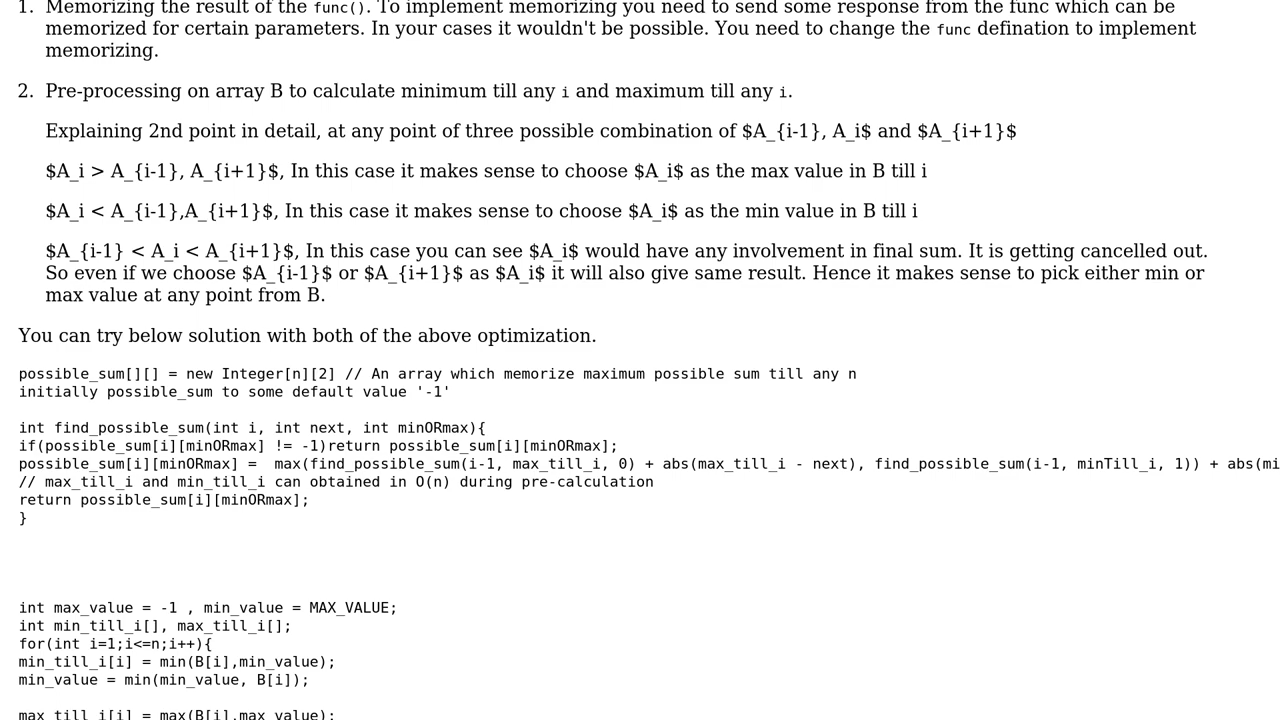 1. Memorizing the result of the func(). To implement memorizing you need to send some response from the func which can be
memorized for certain parameters. In your cases it wouldn't be possible. You need to change the func defination to implement
memorizing.
2. Pre-processing on array B to calculate minimum till any i and maximum till any i.
Explaining 2nd point in detail, at any point of three possible combination of $A_{i-1}, A_i$ and $A_{i+1}$
$A_i > A_{i-1}, A_{i+1}$, In this case it makes sense to choose $A_i$ as the max value in B till i
$A_i < A_{i-1},A_{i+1}$, In this case it makes sense to choose $A_i$ as the min value in B till i
$A_{i-1} < A_i < A_{i+1}$, In this case you can see $A_i$ would have any involvement in final sum. It is getting cancelled out.
So even if we choose $A_{i-1}$ or $A_{i+1}$ as $A_i$ it will also give same result. Hence it makes sense to pick either min or
max value at any point from B.
You can try below solution with both of the above optimization.
possible_sum[][] = new Integer[n][2] // An array which memorize maximum possible sum till any n
initially possible_sum to some default value '-1'
int find_possible_sum(int i, int next, int minORmax){
if(possible_sum[i][minORmax] != -1)return possible_sum[i][minORmax];
possible_sum[i][minORmax] =  max(find_possible_sum(i-1, max_till_i, 0) + abs(max_till_i - next), find_possible_sum(i-1, minTill_i, 1)) + abs(mi
// max_till_i and min_till_i can obtained in O(n) during pre-calculation
return possible_sum[i][minORmax];
}
int max_value = -1 , min_value = MAX_VALUE;
int min_till_i[], max_till_i[];
for(int i=1;i<=n;i++){
min_till_i[i] = min(B[i],min_value);
min_value = min(min_value, B[i]);
max_till_i[i] = max(B[i],max_value);